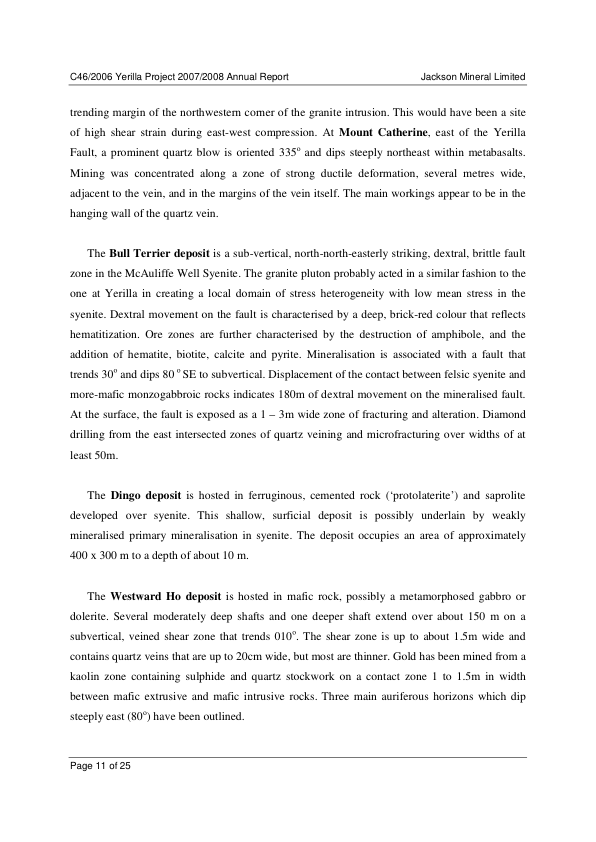 C46/2006 Yerilla Project 2007/2008 Annual Report Jackson Mineral Limited
trending margin of the northwestern corner of the granite intrusion. This would have been a site
of high shear strain during east-west compression. At Mount Catherine, east of the Yerilla
Fault, a prominent quartz blow is oriented 335° and dips steeply northeast within metabasalts.
Mining was concentrated along a zone of strong ductile deformation, several metres wide,
adjacent to the vein, and in the margins of the vein itself. The main workings appear to be in the
hanging wall of the quartz vein.
The Bull Terrier deposit is a sub-vertical, north-north-easterly striking, dextral, brittle fault
zone in the McAuliffe Well Syenite. The granite pluton probably acted in a similar fashion to the
one at Yerilla in creating a local domain of stress heterogeneity with low mean stress in the
syenite. Dextral movement on the fault is characterised by a deep, brick-red colour that reflects
hematitization. Ore zones are further characterised by the destruction of amphibole, and the
addition of hematite, biotite, calcite and pyrite. Mineralisation is associated with a fault that
trends 30° and dips 80 ° SE to subvertical. Displacement of the contact between felsic syenite and
more-mafic monzogabbroic rocks indicates 180m of dextral movement on the mineralised fault.
At the surface, the fault is exposed as a 1 – 3m wide zone of fracturing and alteration. Diamond
drilling from the east intersected zones of quartz veining and microfracturing over widths of at
least 50m.
The Dingo deposit is hosted in ferruginous, cemented rock (‘protolaterite’) and saprolite
developed over syenite. This shallow, surficial deposit is possibly underlain by weakly
mineralised primary mineralisation in syenite. The deposit occupies an area of approximately
400 x 300 m to a depth of about 10 m.
The Westward Ho deposit is hosted in mafic rock, possibly a metamorphosed gabbro or
dolerite. Several moderately deep shafts and one deeper shaft extend over about 150 m on a
subvertical, veined shear zone that trends 010°. The shear zone is up to about 1.5m wide and
contains quartz veins that are up to 20cm wide, but most are thinner. Gold has been mined from a
kaolin zone containing sulphide and quartz stockwork on a contact zone 1 to 1.5m in width
between mafic extrusive and mafic intrusive rocks. Three main auriferous horizons which dip
steeply east (80°) have been outlined.
Page 11 of 25